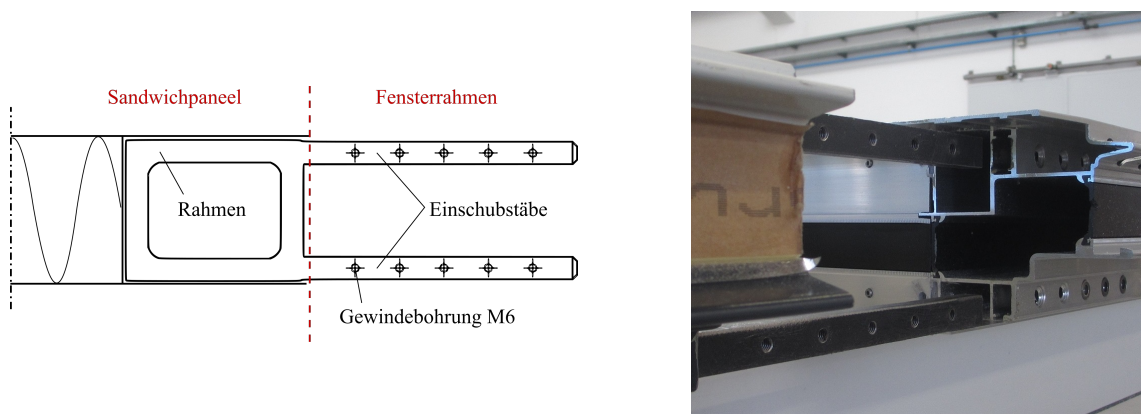 Sandwichpaneel
Fensterrahmen
Rahmen
Einschubstäbe
Gewindebohrung M6